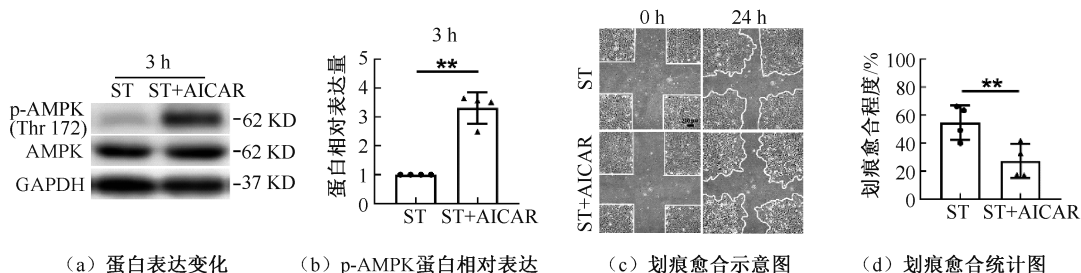 3 h
ST ST+AICAR
p-AMPK
(Thr 172)
-62 KD
AMPK
-62 KD
GAPDH
-37 KD
(a) 蛋白表达变化
3 h
**
蛋白相对表达量
5
4
3
2
1
0
ST ST+AICAR
(b) p-AMPK蛋白相对表达
0 h 24 h
ST
ST+AICAR
(c) 划痕愈合示意图
**
划痕愈合程度/%
100
80
60
40
20
0
ST ST+AICAR
(d) 划痕愈合统计图